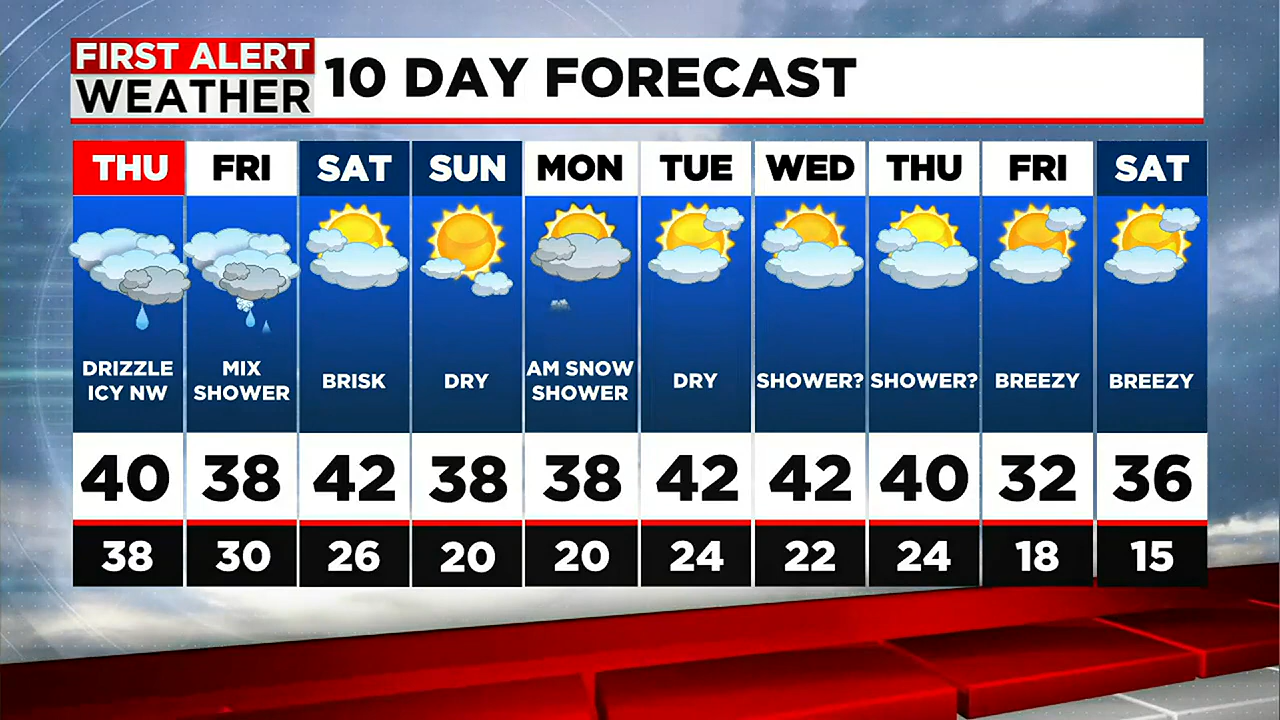 FIRST ALERT
WEATHER
10 DAY FORECAST
THU FRI SAT SUN MON TUE WED THU FRI SAT
DRIZZLE
ICY NW
MIX
SHOWER
BRISK
DRY
AM SNOW
SHOWER
DRY
SHOWER?
SHOWER?
BREEZY
BREEZY
40 38 42 38 38 42 42 40 32 36
38 30 26 20 20 24 22 24 18 15